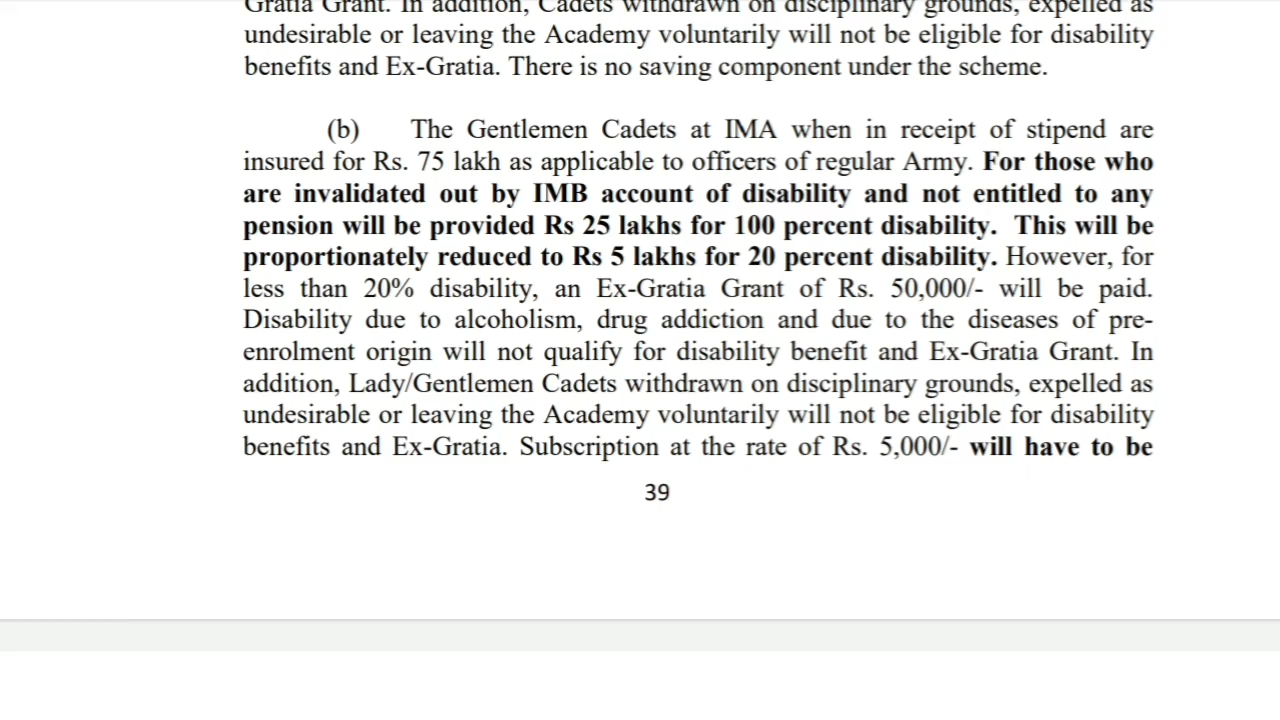 Gratia Grant. In addition, Cadets withdrawn on disciplinary grounds, expelled as
undesirable or leaving the Academy voluntarily will not be eligible for disability
benefits and Ex-Gratia. There is no saving component under the scheme.
(b) The Gentlemen Cadets at IMA when in receipt of stipend are
insured for Rs. 75 lakh as applicable to officers of regular Army. For those who
are invalidated out by IMB account of disability and not entitled to any
pension will be provided Rs 25 lakhs for 100 percent disability. This will be
proportionately reduced to Rs 5 lakhs for 20 percent disability. However, for
less than 20% disability, an Ex-Gratia Grant of Rs. 50,000/- will be paid.
Disability due to alcoholism, drug addiction and due to the diseases of pre-
enrolment origin will not qualify for disability benefit and Ex-Gratia Grant. In
addition, Lady/Gentlemen Cadets withdrawn on disciplinary grounds, expelled as
undesirable or leaving the Academy voluntarily will not be eligible for disability
benefits and Ex-Gratia. Subscription at the rate of Rs. 5,000/- will have to be
39